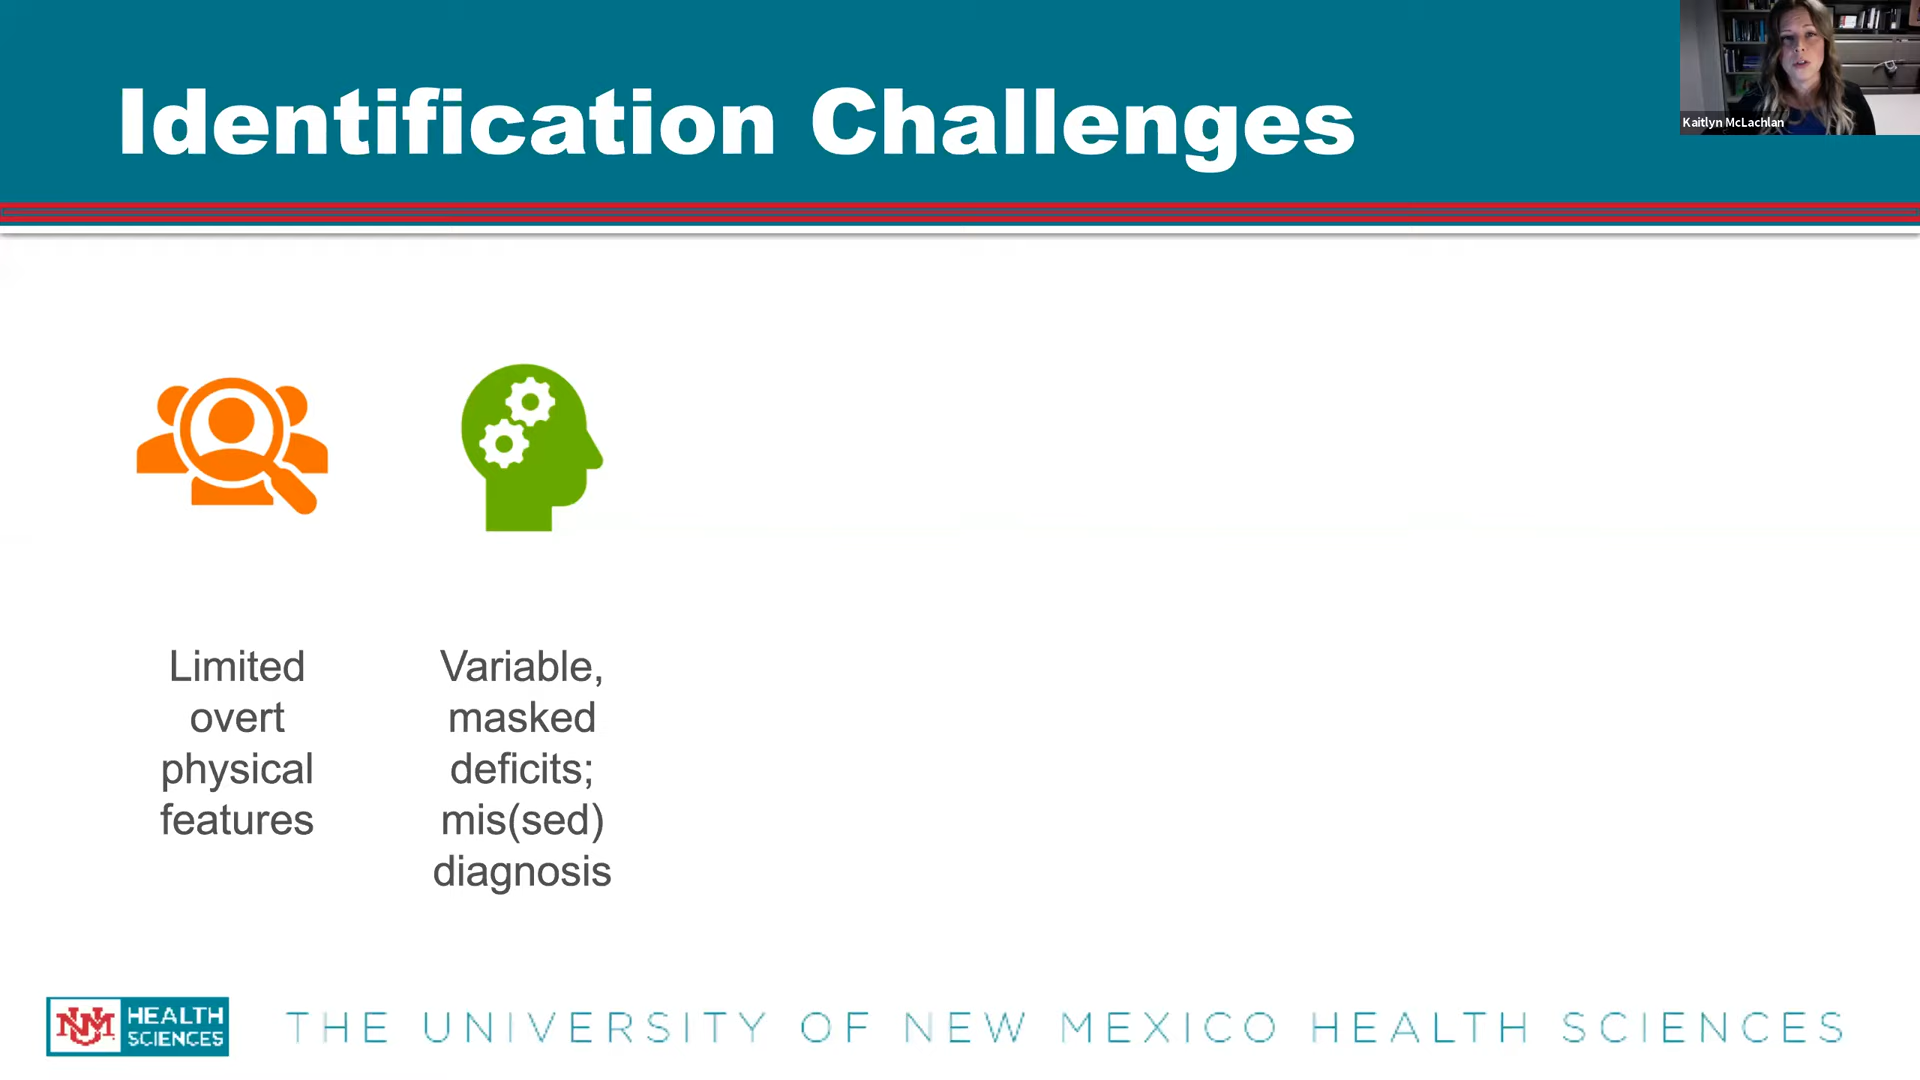 Identification Challenges
Kaitlyn McLachlan
Limited
overt
physical
features
Variable,
masked
deficits;
mis(sed)
diagnosis
UNM
HEALTH
SCIENCES
THE UNIVERSITY OF NEW MEXICO HEALTH SCIENCES